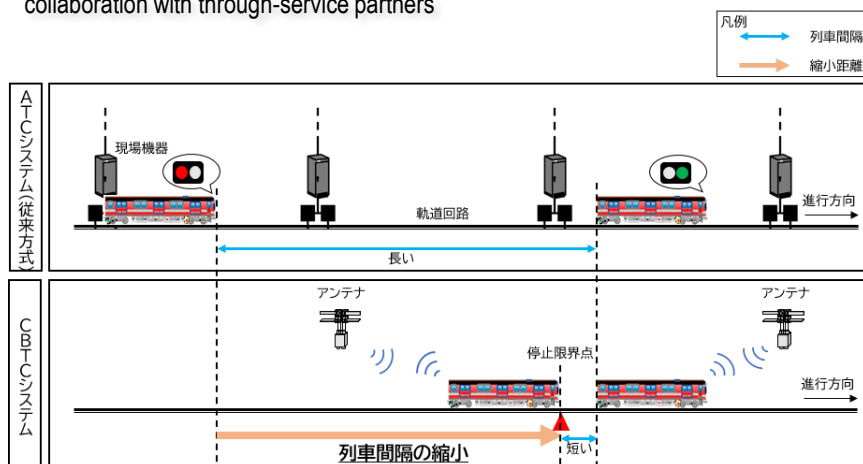 collaboration with through-service partners
凡例
列車間隔
縮小距離
ATCシステム(従来方式)
現場機器
軌道回路
進行方向
長い
CBTCシステム
アンテナ
アンテナ
停止限界点
進行方向
短い
列車間隔の縮小